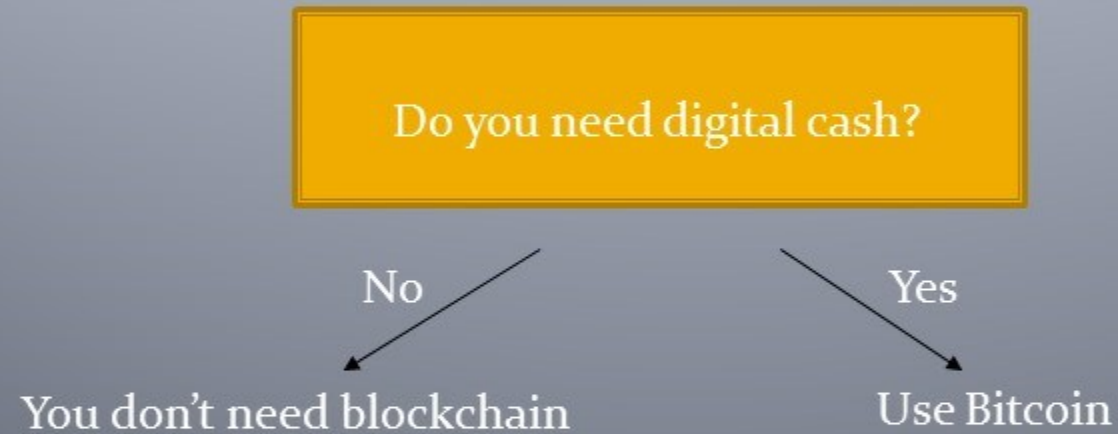 Do you need digital cash?
No
Yes
You don't need blockchain
Use Bitcoin